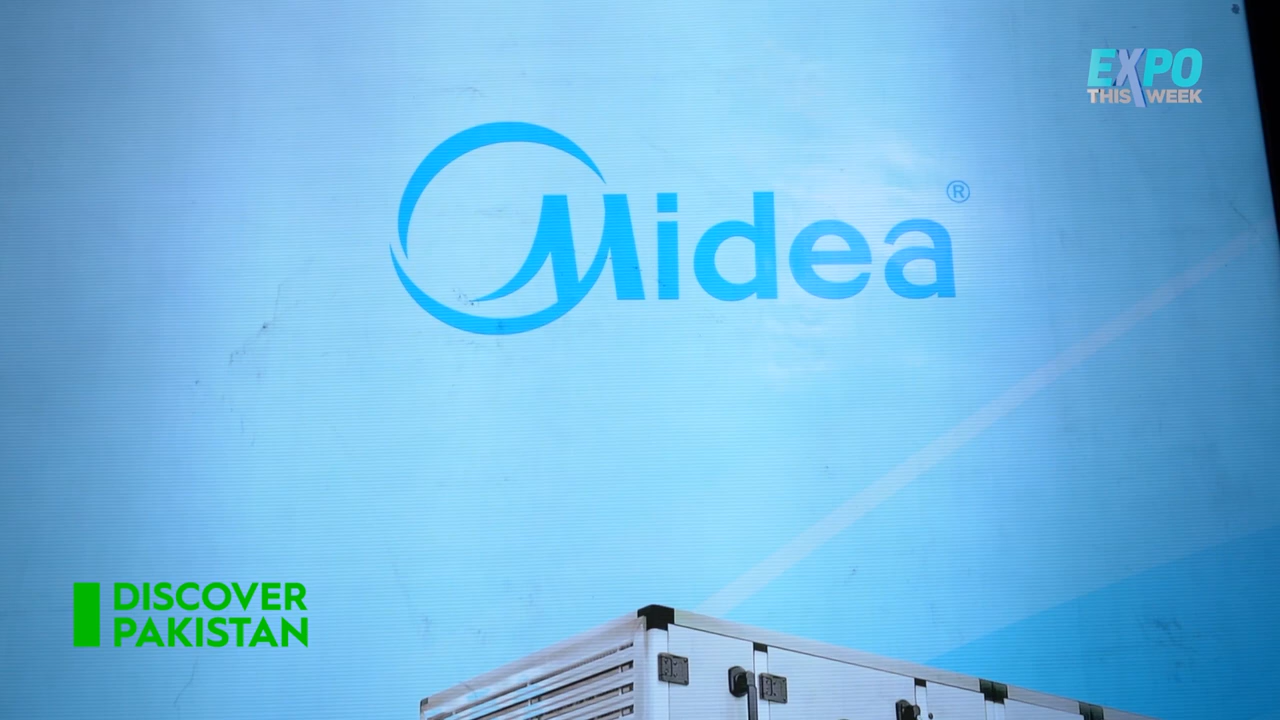 EXPO
THIS WEEK
Midea®
DISCOVER
PAKISTAN